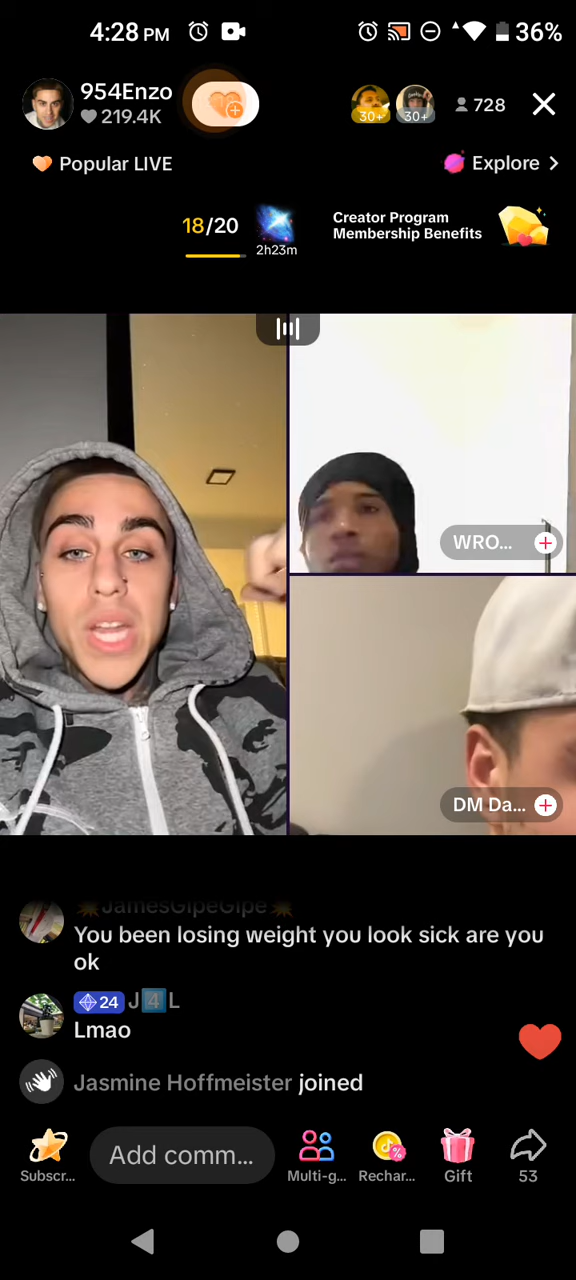 4:28 PM
36%
954Enzo
219.4K
30+
30+
728
Popular LIVE
Explore
18/20
2h23m
Creator Program
Membership Benefits
WRO...
DM Da...
JamesGipeGipe
You been losing weight you look sick are you
ok
24 J4L
Lmao
Jasmine Hoffmeister joined
Subscr...
Add comm...
Multi-g...
Rechar...
Gift
53